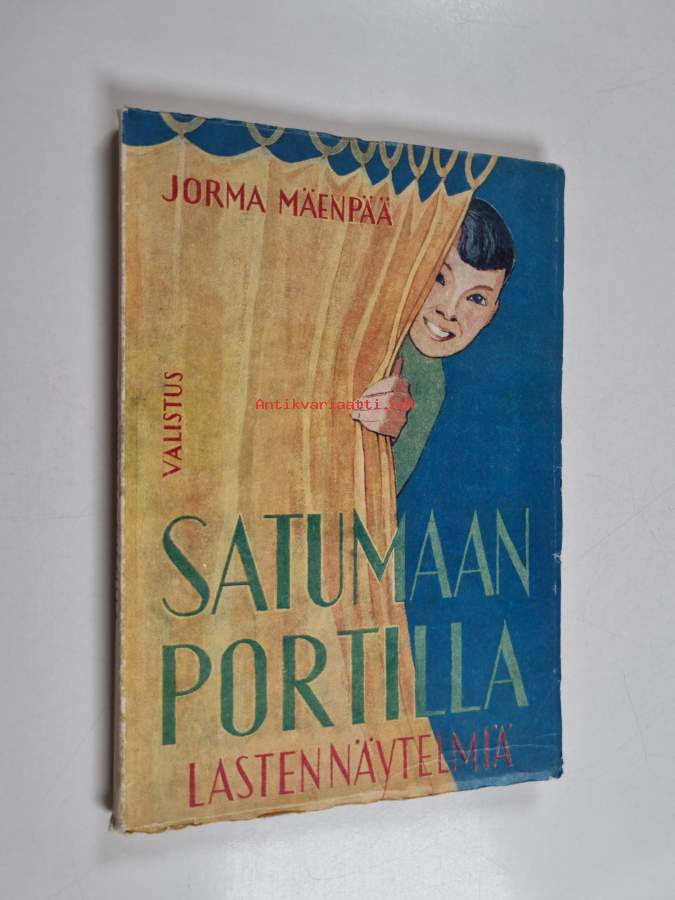 JORMA MÄENPÄÄ
Antikvariaatti.net
VALISTUS
SATUMAAN
PORTILLA
LASTENNÄYTELMIÄ